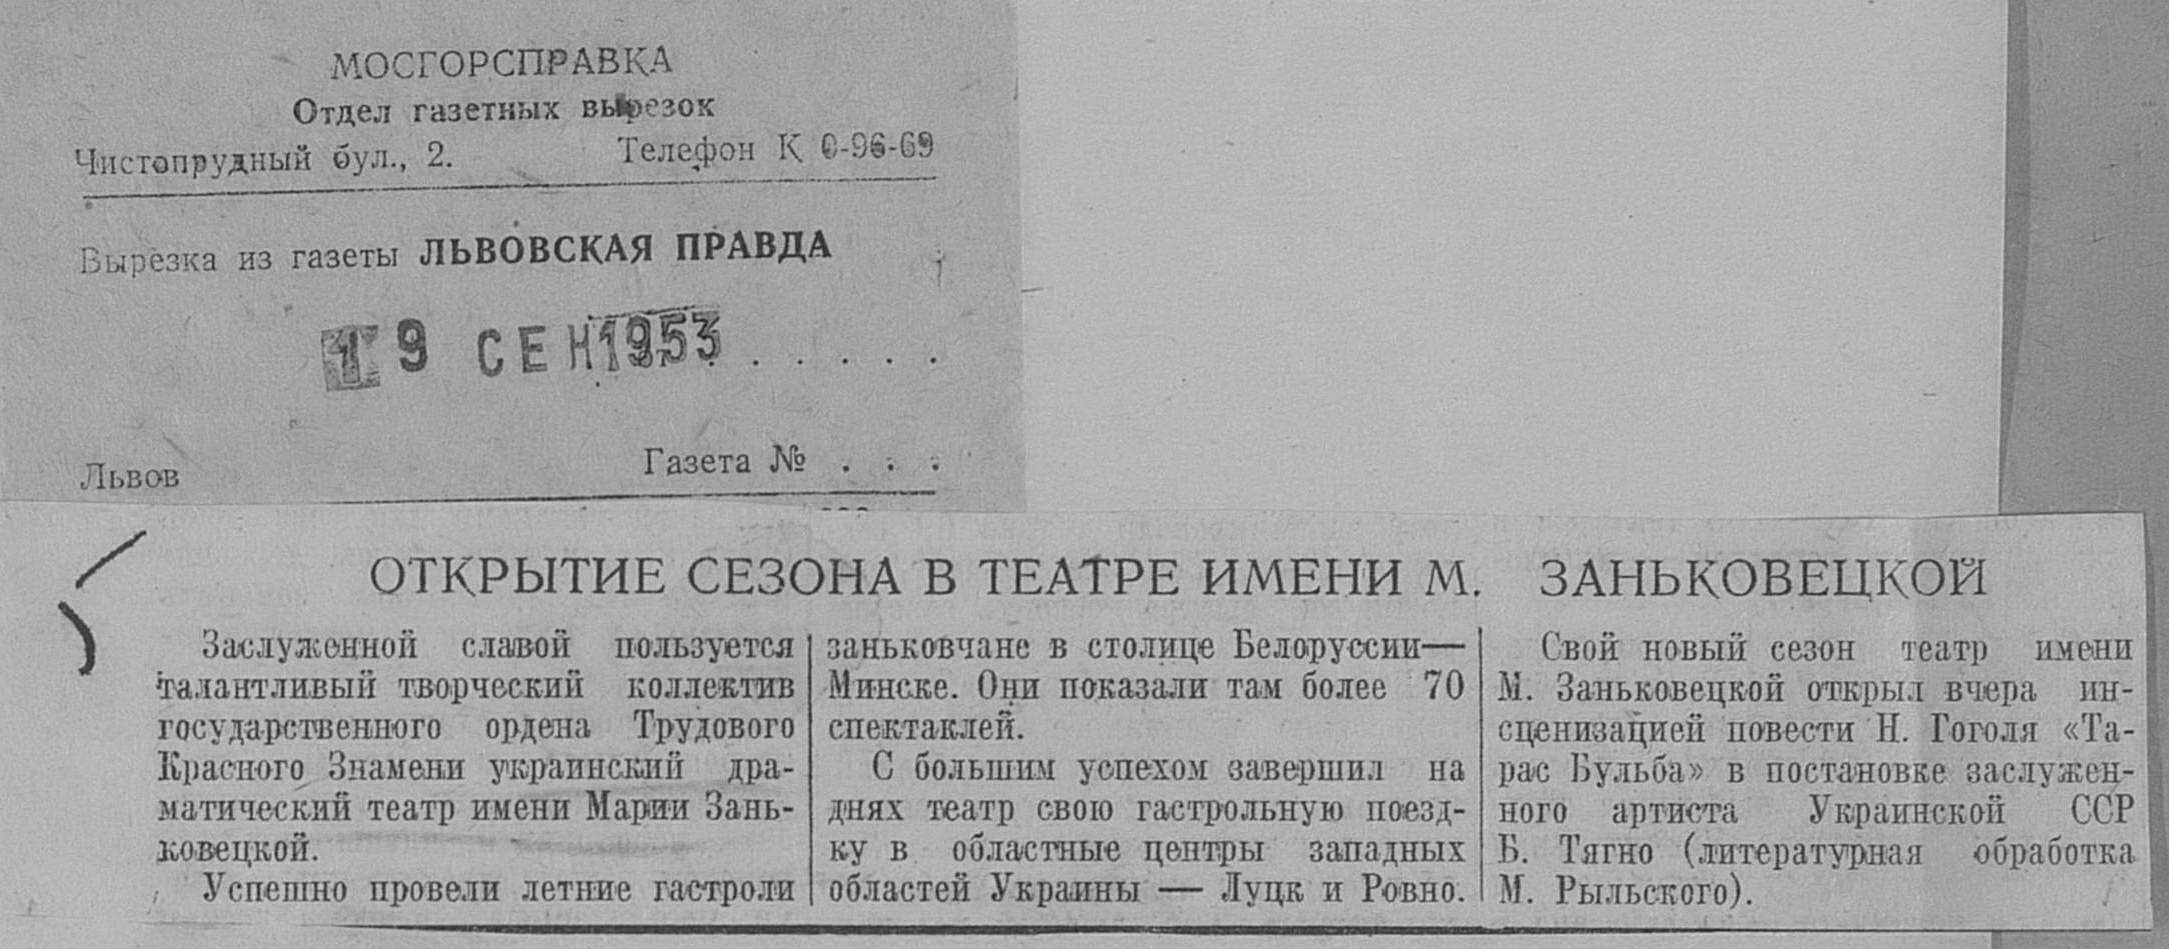 МОСГОРСПРАВКА
Отдел газетных вырезок
Чистопрудный бул., 2. Телефон К 0-96-69
Вырезка из газеты ЛЬВОВСКАЯ ПРАВДА
19 СЕН 1953 . . . . .
Львов Газета № . . .
ОТКРЫТИЕ СЕЗОНА В ТЕАТРЕ ИМЕНИ М. ЗАНЬКОВЕЦКОЙ
Заслуженной славой пользуется
талантливый творческий коллектив
государственного ордена Трудового
Красного Знамени украинский дра-
матический театр имени Марии Зань-
ковецкой.
Успешно провели летние гастроли
заньковчане в столице Белоруссии—
Минске. Они показали там более 70
спектаклей.
С большим успехом завершил на
днях театр свою гастрольную поезд-
ку в областные центры западных
областей Украины — Луцк и Ровно.
Свой новый сезон театр имени
М. Заньковецкой открыл вчера ин-
сценизацией повести Н. Гоголя «Та-
рас Бульба» в постановке заслужен-
ного артиста Украинской ССР
Б. Тягно (литературная обработка
М. Рыльского).